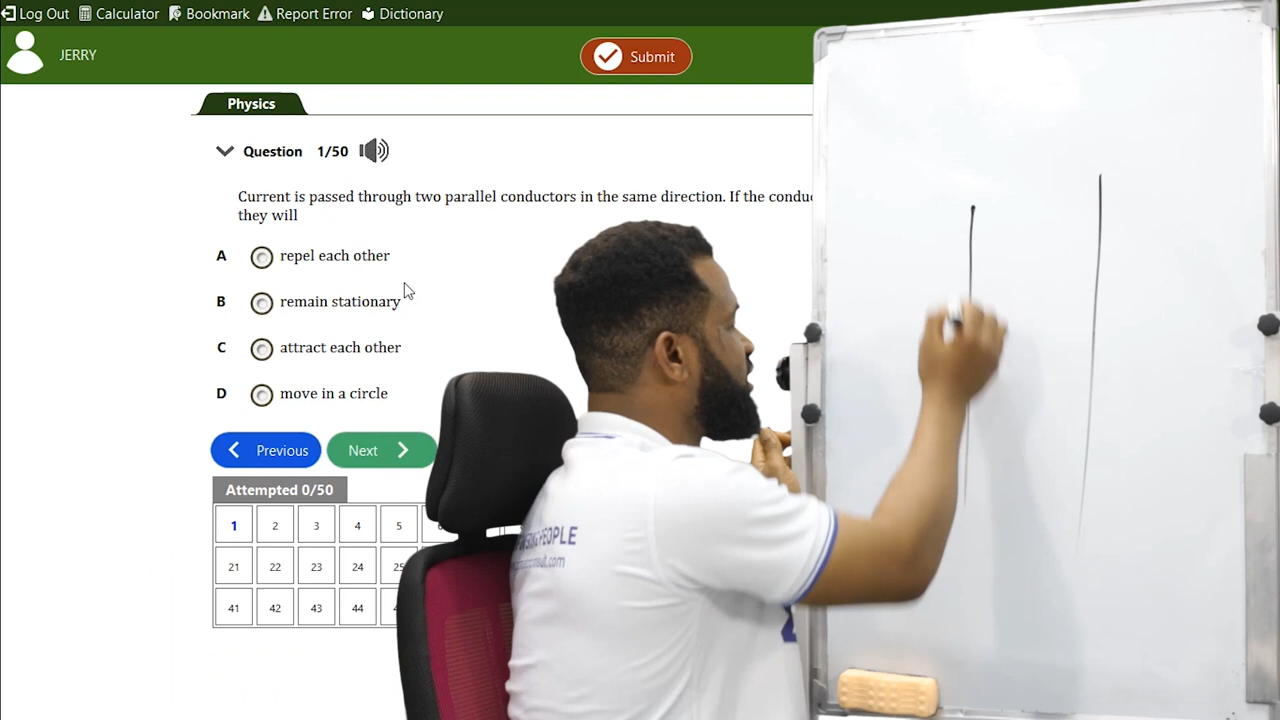 Log Out Calculator Bookmark Report Error Dictionary
JERRY
Submit
Physics
Question 1/50
Current is passed through two parallel conductors in the same direction. If the
they will
A repel each other
B remain stationary
C attract each other
D move in a circle
Previous Next
Attempted 0/50
1 2 3 4 5
21 22 23 24 25
41 42 43 44